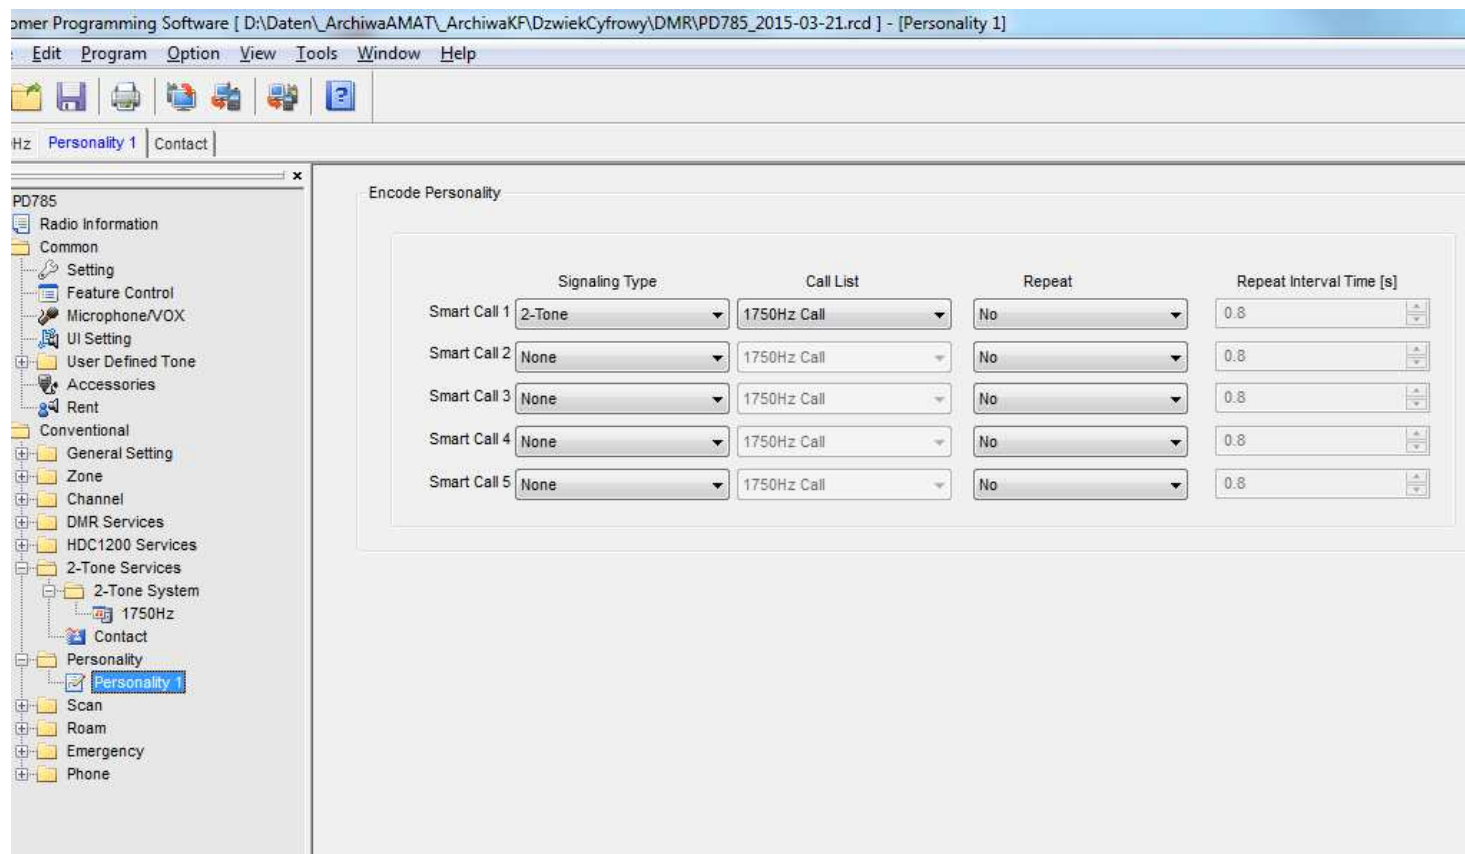 omer Programming Software [ D:\Daten\_ArchiwaAMAT\_ArchiwaKF\DzwiekCyfrowy\DMR\PD785_2015-03-21.rcd ] - [Personality 1]
Edit Program Option View Tools Window Help
Hz Personality 1 Contact
PD785
Radio Information
Common
Setting
Feature Control
Microphone/VOX
UI Setting
User Defined Tone
Accessories
Rent
Conventional
General Setting
Zone
Channel
DMR Services
HDC1200 Services
2-Tone Services
2-Tone System
1750Hz
Contact
Personality
Personality 1
Scan
Roam
Emergency
Phone
Encode Personality
Signaling Type Call List Repeat Repeat Interval Time [s]
Smart Call 1 2-Tone 1750Hz Call No 0.8
Smart Call 2 None 1750Hz Call No 0.8
Smart Call 3 None 1750Hz Call No 0.8
Smart Call 4 None 1750Hz Call No 0.8
Smart Call 5 None 1750Hz Call No 0.8